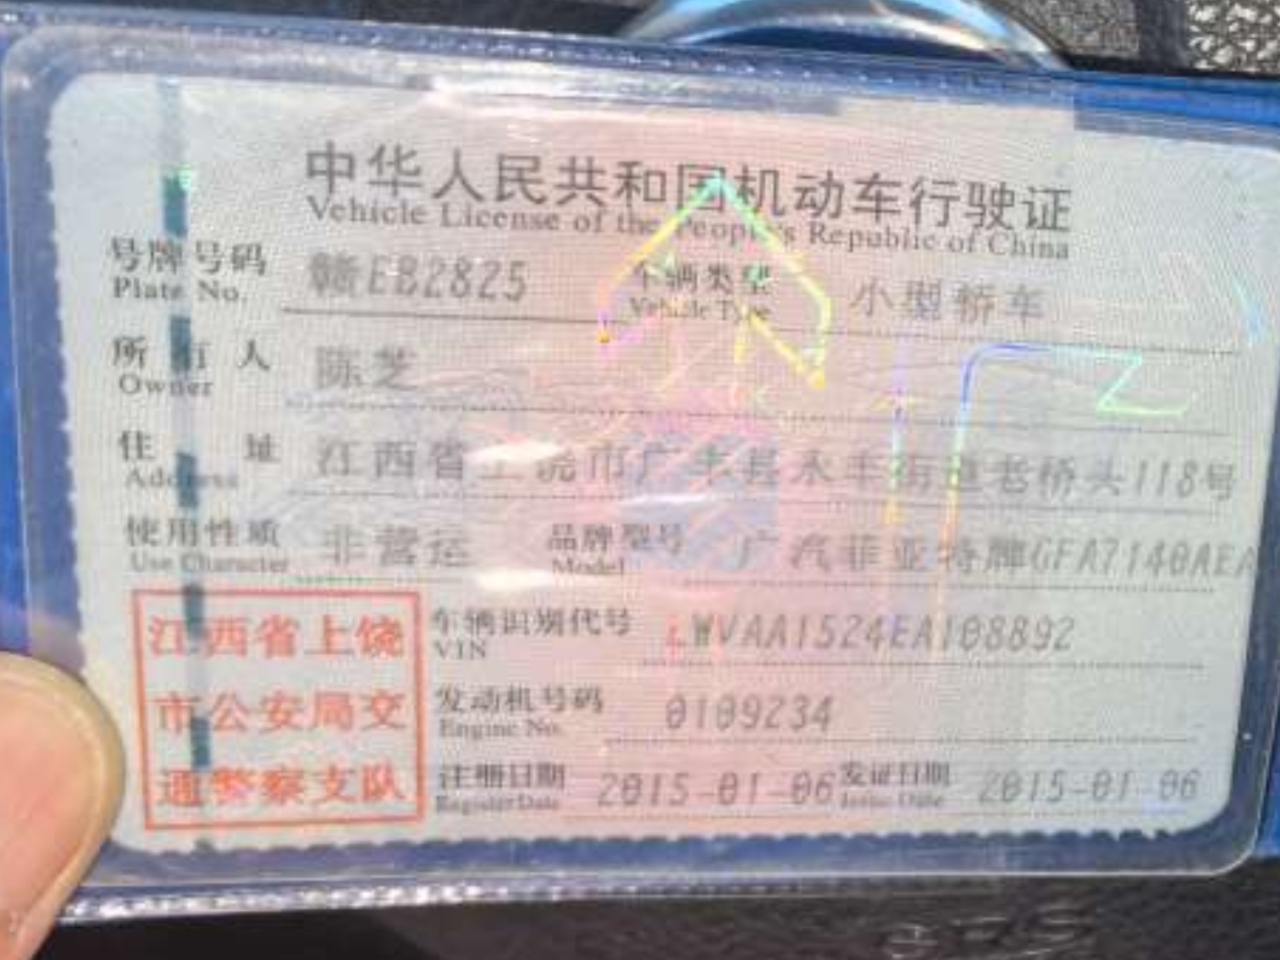 中华人民共和国机动车行驶证
Vehicle License of the People's Republic of China
号牌号码 赣EB2825 车辆类型 小型轿车
Plate No. Vehicle Type
所有人 陈芝
Owner
住址 江西省上饶市广丰县永丰街道老桥头118号
Address
使用性质 非营运 品牌型号 广汽菲亚特牌GFA7140AEA
Use Character Model
江西省上饶
市公安局交
通警察支队
车辆识别代号 LWVAA1524EA108892
VIN
发动机号码 0109234
Engine No.
注册日期 2015-01-06 发证日期 2015-01-06
Register Date Issue Date